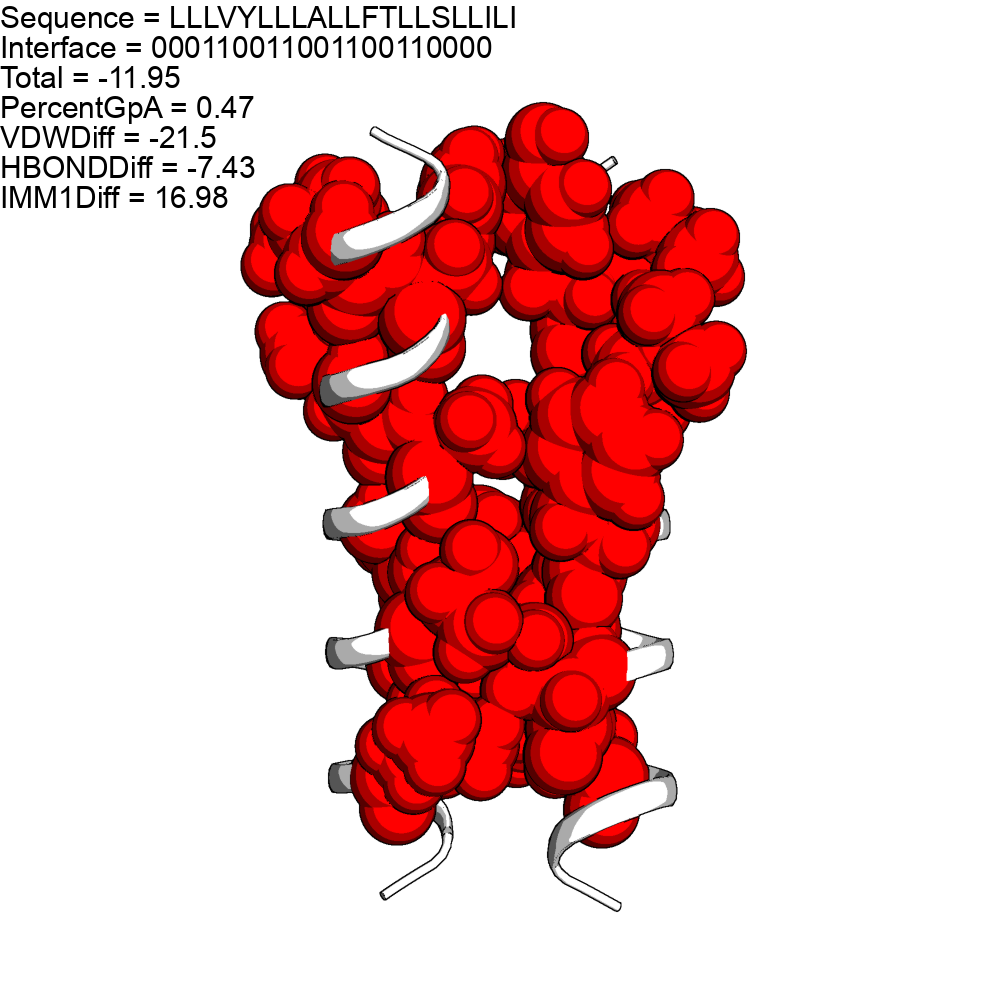 Sequence = LLLVYLLLALLFTLLSLLILI
Interface = 000110011001100110000
Total = -11.95
PercentGpA = 0.47
VDWDiff = -21.5
HBONDDiff = -7.43
IMM1Diff = 16.98